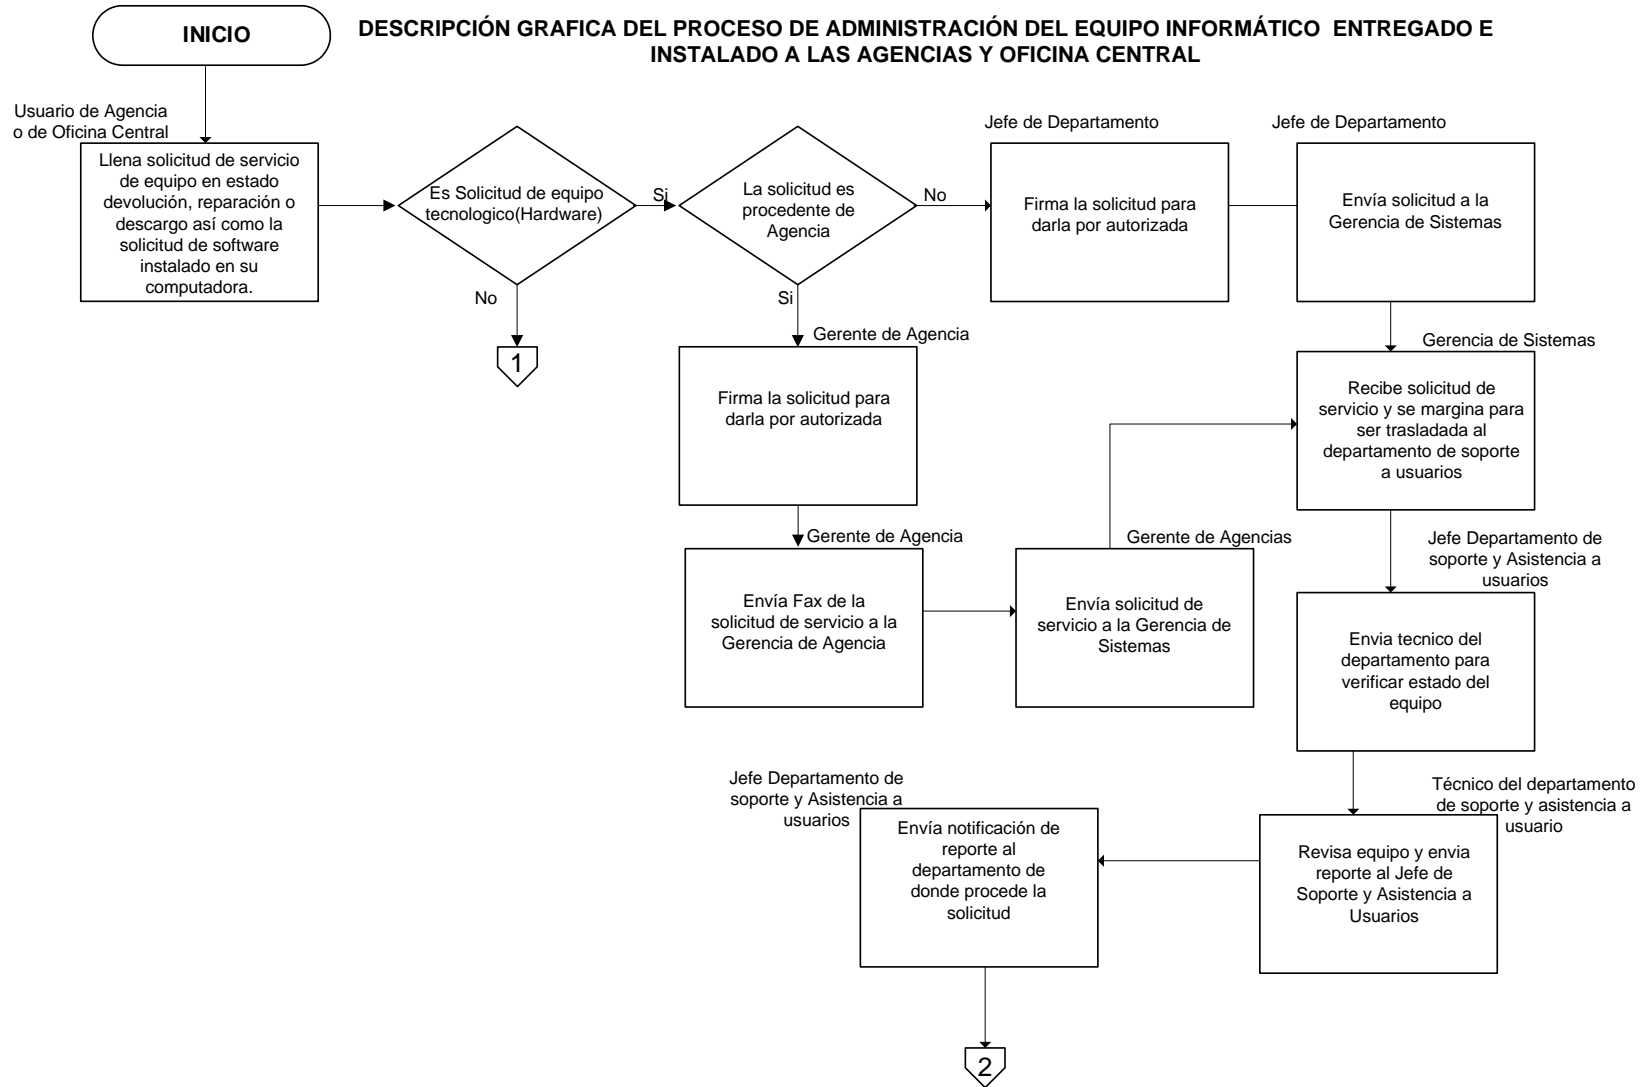 INICIO
DESCRIPCIÓN GRAFICA DEL PROCESO DE ADMINISTRACIÓN DEL EQUIPO INFORMÁTICO ENTREGADO E
INSTALADO A LAS AGENCIAS Y OFICINA CENTRAL
Usuario de Agencia
o de Oficina Central
Llena solicitud de servicio
de equipo en estado
devolución, reparación o
descargo así como la
solicitud de software
instalado en su
computadora.
Es Solicitud de equipo
tecnologico(Hardware)
Si
No
1
La solicitud es
procedente de
Agencia
No
Si
Jefe de Departamento
Firma la solicitud para
darla por autorizada
Jefe de Departamento
Envía solicitud a la
Gerencia de Sistemas
Gerente de Agencia
Firma la solicitud para
darla por autorizada
Gerencia de Sistemas
Recibe solicitud de
servicio y se margina para
ser trasladada al
departamento de soporte
a usuarios
Gerente de Agencia
Envía Fax de la
solicitud de servicio a la
Gerencia de Agencia
Gerente de Agencias
Envía solicitud de
servicio a la Gerencia de
Sistemas
Jefe Departamento de
soporte y Asistencia a
usuarios
Envia tecnico del
departamento para
verificar estado del
equipo
Técnico del departamento
de soporte y asistencia a
usuario
Revisa equipo y envia
reporte al Jefe de
Soporte y Asistencia a
Usuarios
Jefe Departamento de
soporte y Asistencia a
usuarios
Envía notificación de
reporte al
departamento de
donde procede la
solicitud
2